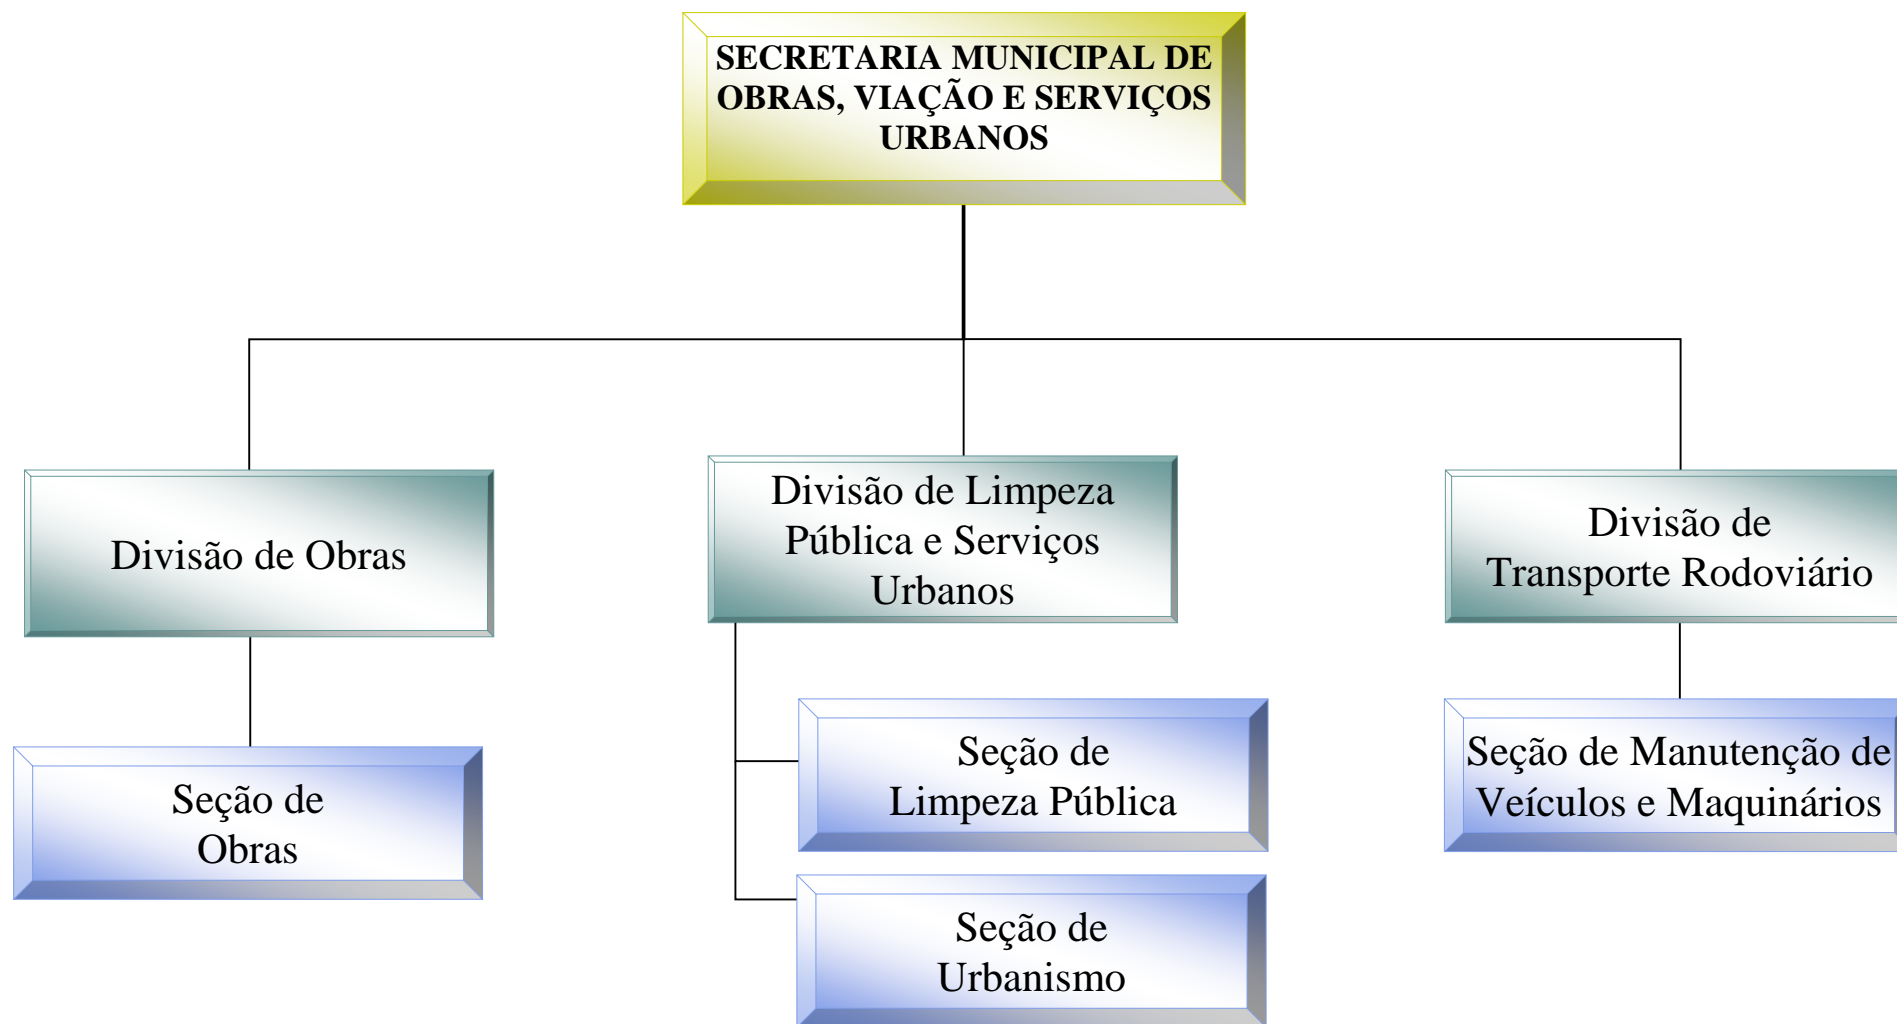 SECRETARIA MUNICIPAL DE
OBRAS, VIAÇÃO E SERVIÇOS
URBANOS
Divisão de Obras
Divisão de Limpeza
Pública e Serviços
Urbanos
Divisão de
Transporte Rodoviário
Seção de
Obras
Seção de
Limpeza Pública
Seção de Manutenção de
Veículos e Maquinários
Seção de
Urbanismo